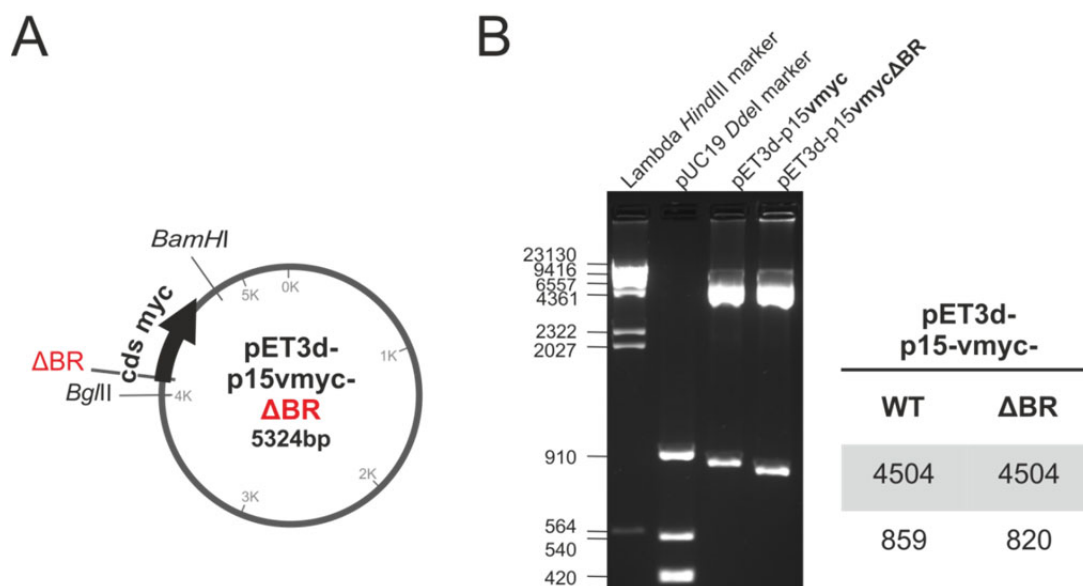 A
BamHI
cds myc
ΔBR
BglII
0K
1K
2K
3K
4K
5K
pET3d-
p15vmyc-
ΔBR
5324bp
B
Lambda HindIII marker
pUC19 DdeI marker
pET3d-p15vmyc
pET3d-p15vmycΔBR
23130
9416
6557
4361
2322
2027
910
564
540
420
pET3d-
p15-vmyc-
WT ΔBR
4504 4504
859 820